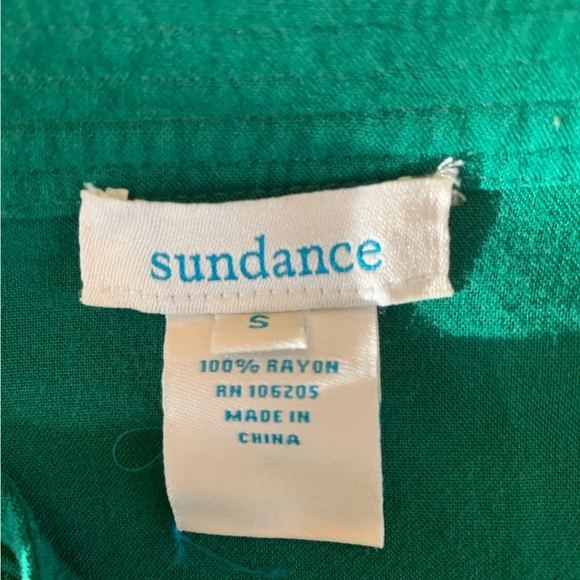 sundance
S
100% RAYON
RN 106205
MADE IN
CHINA